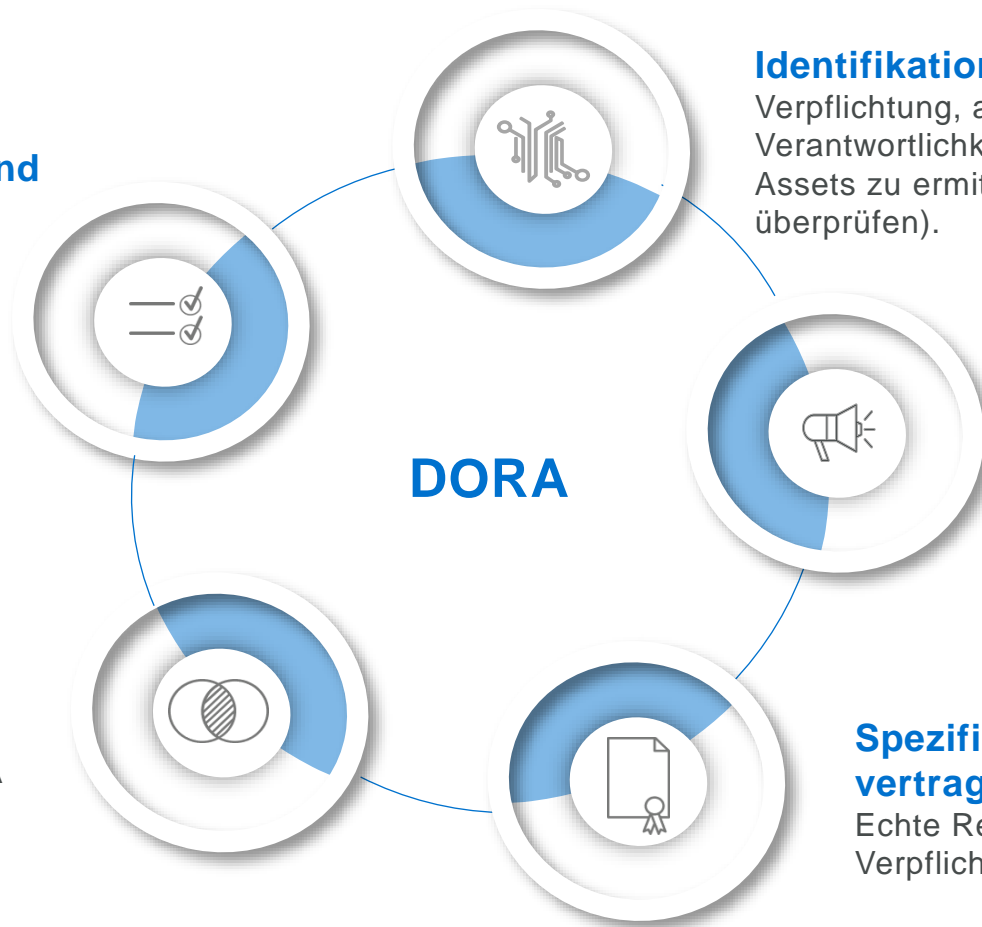 Identifikation
Verpflichtung, a
Verantwortlichk
Assets zu ermit
überprüfen).
nd
DORA
Spezifi
vertrag
Echte Re
Verpflich